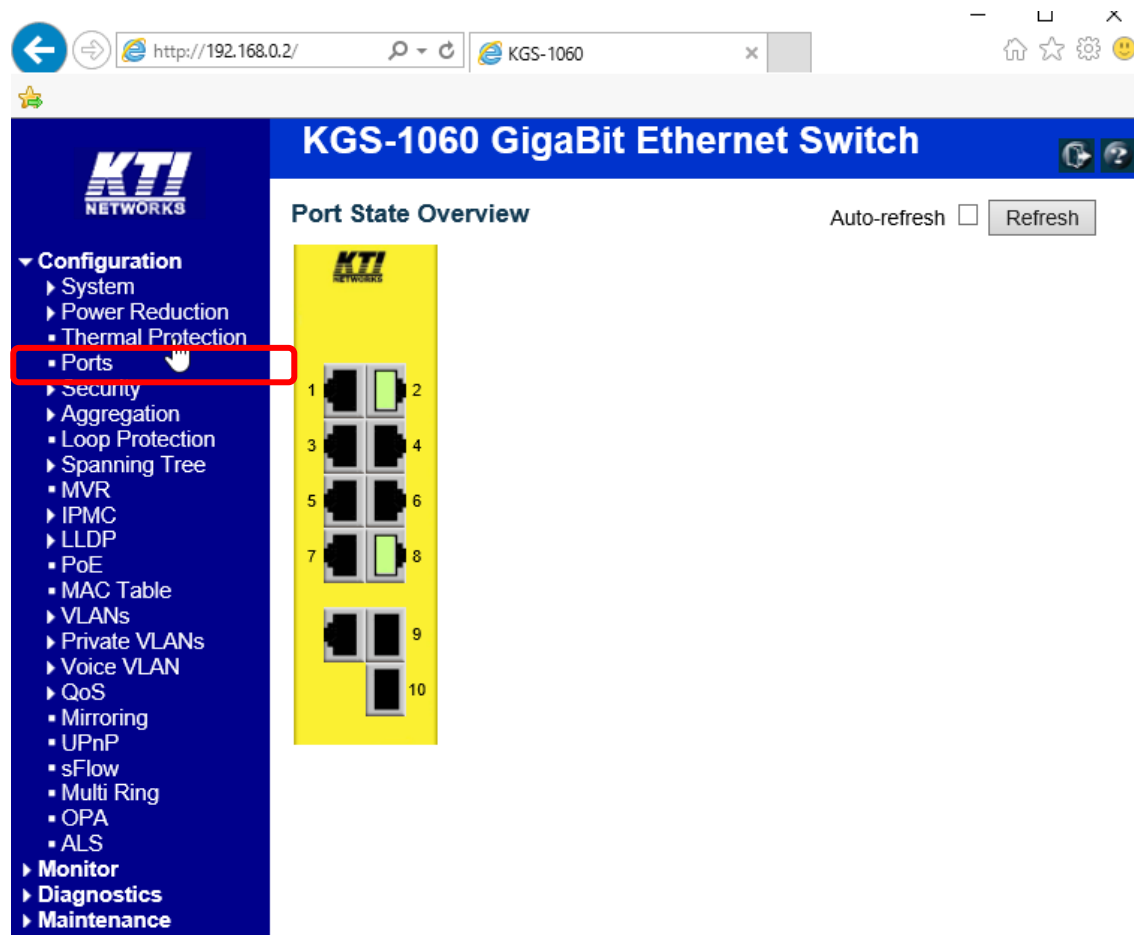 http://192.168.0.2/
KGS-1060
KTI
NETWORKS
KGS-1060 GigaBit Ethernet Switch
Port State Overview
Auto-refresh
Refresh
Configuration
System
Power Reduction
Thermal Protection
Ports
Security
Aggregation
Loop Protection
Spanning Tree
MVR
IPMC
LLDP
PoE
MAC Table
VLANs
Private VLANs
Voice VLAN
QoS
Mirroring
UPnP
sFlow
Multi Ring
OPA
ALS
Monitor
Diagnostics
Maintenance
KTI
NETWORKS
1 2
3 4
5 6
7 8
9
10